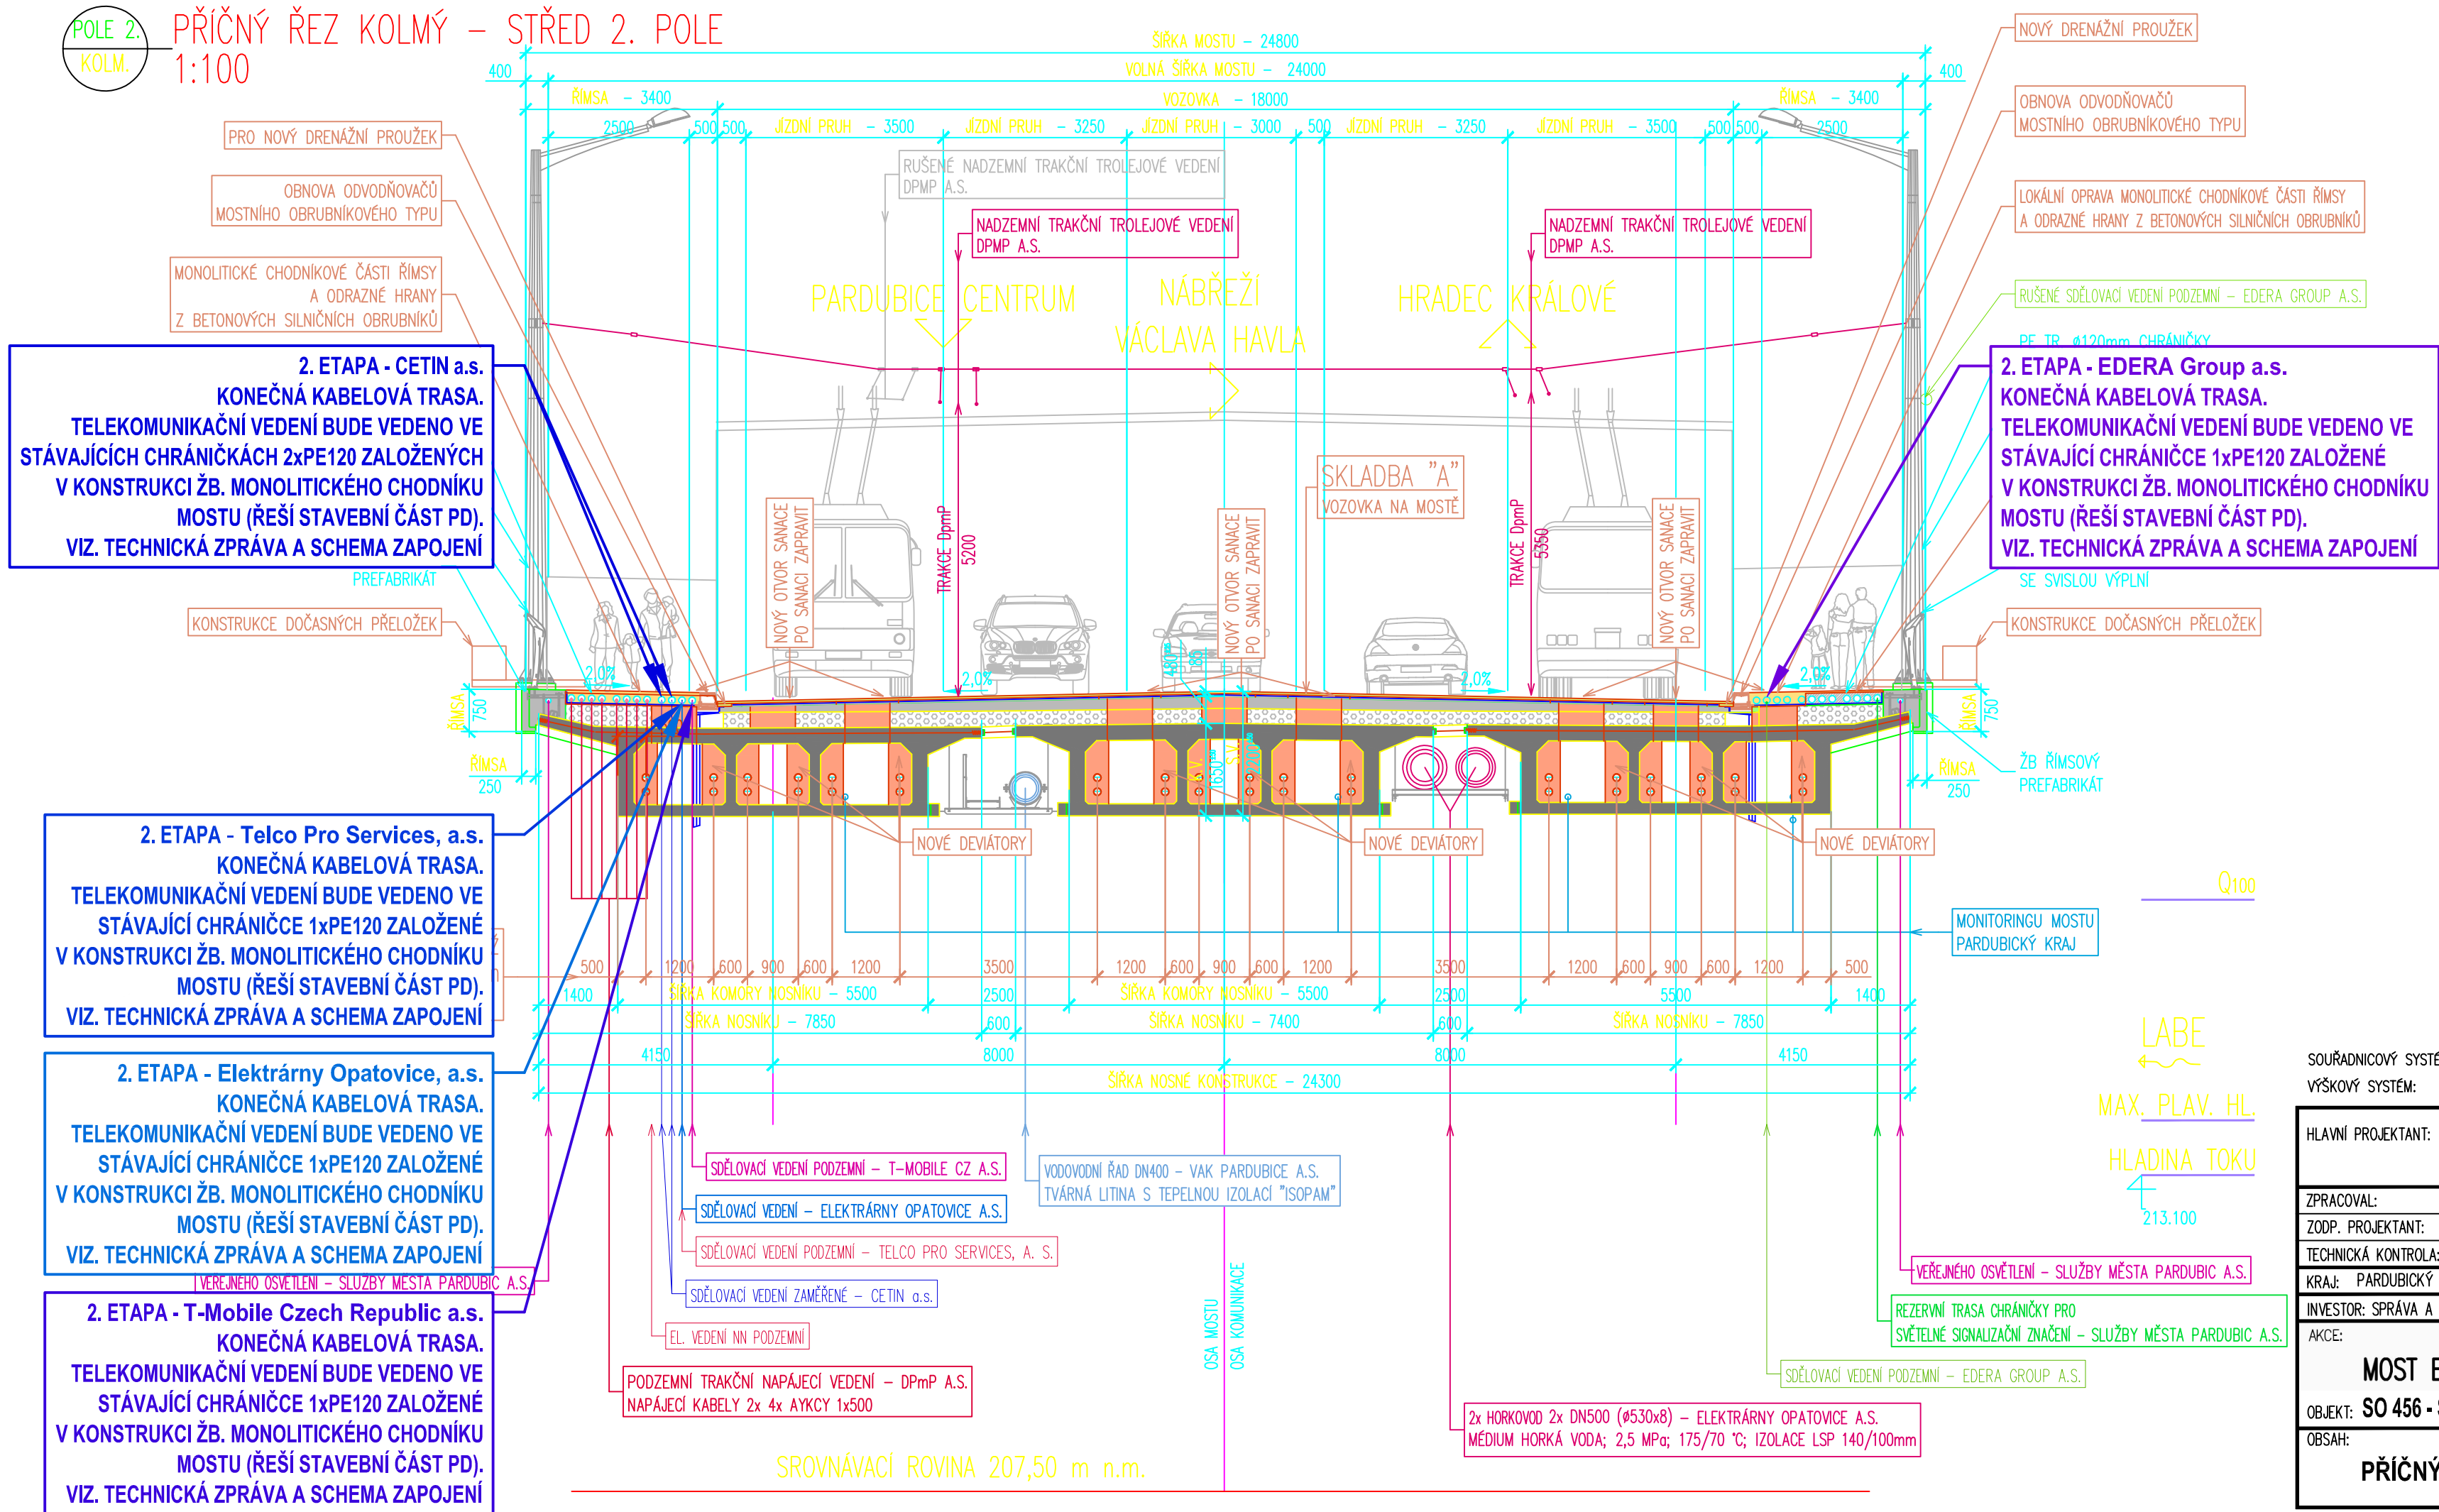 POLE 2.
KOLM.
PŘÍČNÝ ŘEZ KOLMÝ – STŘED 2. POLE
1:100
ŠÍŘKA MOSTU – 24800
400
VOLNÁ ŠÍŘKA MOSTU – 24000
400
ŘÍMSA – 3400
VOZOVKA – 18000
ŘÍMSA – 3400
2500
500
500
JÍZDNÍ PRUH – 3500
JÍZDNÍ PRUH – 3250
JÍZDNÍ PRUH – 3000
500
JÍZDNÍ PRUH – 3250
JÍZDNÍ PRUH – 3500
500
500
2500
PRO NOVÝ DRENÁŽNÍ PROUŽEK
OBNOVA ODVODŇOVAČŮ
MOSTNÍHO OBRUBNÍKOVÉHO TYPU
MONOLITICKÉ CHODNÍKOVÉ ČÁSTI ŘÍMSY
A ODRAZNÉ HRANY
Z BETONOVÝCH SILNIČNÍCH OBRUBNÍKŮ
RUŠENÉ NADZEMNÍ TRAKČNÍ TROLEJOVÉ VEDENÍ
DPMP A.S.
NADZEMNÍ TRAKČNÍ TROLEJOVÉ VEDENÍ
DPMP A.S.
NADZEMNÍ TRAKČNÍ TROLEJOVÉ VEDENÍ
DPMP A.S.
NOVÝ DRENÁŽNÍ PROUŽEK
OBNOVA ODVODŇOVAČŮ
MOSTNÍHO OBRUBNÍKOVÉHO TYPU
LOKÁLNÍ OPRAVA MONOLITICKÉ CHODNÍKOVÉ ČÁSTI ŘÍMSY
A ODRAZNÉ HRANY Z BETONOVÝCH SILNIČNÍCH OBRUBNÍKŮ
RUŠENÉ SDĚLOVACÍ VEDENÍ PODZEMNÍ – EDERA GROUP A.S.
PE TR. ø120mm CHRÁNIČKY
PARDUBICE CENTRUM
NÁBŘEŽÍ
VÁCLAVA HAVLA
HRADEC KRÁLOVÉ
2. ETAPA - CETIN a.s.
KONEČNÁ KABELOVÁ TRASA.
TELEKOMUNIKAČNÍ VEDENÍ BUDE VEDENO VE
STÁVAJÍCÍCH CHRÁNIČKÁCH 2xPE120 ZALOŽENÝCH
V KONSTRUKCI ŽB. MONOLITICKÉHO CHODNÍKU
MOSTU (ŘEŠÍ STAVEBNÍ ČÁST PD).
VIZ. TECHNICKÁ ZPRÁVA A SCHEMA ZAPOJENÍ
PREFABRIKÁT
KONSTRUKCE DOČASNÝCH PŘELOŽEK
2. ETAPA - EDERA Group a.s.
KONEČNÁ KABELOVÁ TRASA.
TELEKOMUNIKAČNÍ VEDENÍ BUDE VEDENO VE
STÁVAJÍCÍ CHRÁNIČCE 1xPE120 ZALOŽENÉ
V KONSTRUKCI ŽB. MONOLITICKÉHO CHODNÍKU
MOSTU (ŘEŠÍ STAVEBNÍ ČÁST PD).
VIZ. TECHNICKÁ ZPRÁVA A SCHEMA ZAPOJENÍ
SE SVISLOU VÝPLNÍ
KONSTRUKCE DOČASNÝCH PŘELOŽEK
SKLADBA "A"
VOZOVKA NA MOSTĚ
NOVÝ OTVOR SANACE
PO SANACI ZAPRAVIT
TRAKCE DpmP
5200
NOVÝ OTVOR SANACE
PO SANACI ZAPRAVIT
TRAKCE DpmP
5350
NOVÝ OTVOR SANACE
PO SANACI ZAPRAVIT
2,0%
2,0%
2,0%
2,0%
ŘÍMSA
750
ŘÍMSA
250
ŘÍMSA
750
ŘÍMSA
250
ŽB ŘÍMSOVÝ
PREFABRIKÁT
NOVÉ DEVIÁTORY
NOVÉ DEVIÁTORY
NOVÉ DEVIÁTORY
2. ETAPA - Telco Pro Services, a.s.
KONEČNÁ KABELOVÁ TRASA.
TELEKOMUNIKAČNÍ VEDENÍ BUDE VEDENO VE
STÁVAJÍCÍ CHRÁNIČCE 1xPE120 ZALOŽENÉ
V KONSTRUKCI ŽB. MONOLITICKÉHO CHODNÍKU
MOSTU (ŘEŠÍ STAVEBNÍ ČÁST PD).
VIZ. TECHNICKÁ ZPRÁVA A SCHEMA ZAPOJENÍ
Q100
MONITORINGU MOSTU
PARDUBICKÝ KRAJ
500
1200
600
900
600
1200
3500
1200
600
900
600
1200
3500
1200
600
900
600
1200
500
1400
ŠÍŘKA KOMORY NOSNÍKU – 5500
2500
ŠÍŘKA KOMORY NOSNÍKU – 5500
2500
5500
1400
ŠÍŘKA NOSNÍKU – 7850
600
ŠÍŘKA NOSNÍKU – 7400
600
ŠÍŘKA NOSNÍKU – 7850
4150
8000
8000
4150
ŠÍŘKA NOSNÉ KONSTRUKCE – 24300
2. ETAPA - Elektrárny Opatovice, a.s.
KONEČNÁ KABELOVÁ TRASA.
TELEKOMUNIKAČNÍ VEDENÍ BUDE VEDENO VE
STÁVAJÍCÍ CHRÁNIČCE 1xPE120 ZALOŽENÉ
V KONSTRUKCI ŽB. MONOLITICKÉHO CHODNÍKU
MOSTU (ŘEŠÍ STAVEBNÍ ČÁST PD).
VIZ. TECHNICKÁ ZPRÁVA A SCHEMA ZAPOJENÍ
VEŘEJNÉHO OSVĚTLENÍ – SLUŽBY MĚSTA PARDUBIC A.S.
2. ETAPA - T-Mobile Czech Republic a.s.
KONEČNÁ KABELOVÁ TRASA.
TELEKOMUNIKAČNÍ VEDENÍ BUDE VEDENO VE
STÁVAJÍCÍ CHRÁNIČCE 1xPE120 ZALOŽENÉ
V KONSTRUKCI ŽB. MONOLITICKÉHO CHODNÍKU
MOSTU (ŘEŠÍ STAVEBNÍ ČÁST PD).
VIZ. TECHNICKÁ ZPRÁVA A SCHEMA ZAPOJENÍ
SDĚLOVACÍ VEDENÍ PODZEMNÍ – T-MOBILE CZ A.S.
SDĚLOVACÍ VEDENÍ – ELEKTRÁRNY OPATOVICE A.S.
SDĚLOVACÍ VEDENÍ PODZEMNÍ – TELCO PRO SERVICES, A. S.
SDĚLOVACÍ VEDENÍ ZAMĚŘENÉ – CETIN a.s.
EL. VEDENÍ NN PODZEMNÍ
PODZEMNÍ TRAKČNÍ NAPÁJECÍ VEDENÍ – DPmP A.S.
NAPÁJECÍ KABELY 2x 4x AYKCY 1x500
VODOVODNÍ ŘAD DN400 – VAK PARDUBICE A.S.
TVÁRNÁ LITINA S TEPELNOU IZOLACÍ "ISOPAM"
OSA MOSTU
OSA KOMUNIKACE
2x HORKOVOD 2x DN500 (ø530x8) – ELEKTRÁRNY OPATOVICE A.S.
MÉDIUM HORKÁ VODA; 2,5 MPa; 175/70 °C; IZOLACE LSP 140/100mm
SDĚLOVACÍ VEDENÍ PODZEMNÍ – EDERA GROUP A.S.
REZERVNÍ TRASA CHRÁNIČKY PRO
SVĚTELNÉ SIGNALIZAČNÍ ZNAČENÍ – SLUŽBY MĚSTA PARDUBIC A.S.
VEŘEJNÉHO OSVĚTLENÍ – SLUŽBY MĚSTA PARDUBIC A.S.
SROVNÁVACÍ ROVINA 207,50 m n.m.
LABE
MAX. PLAV. HL.
HLADINA TOKU
213.100
SOUŘADNICOVÝ SYSTÉ
VÝŠKOVÝ SYSTÉM:
HLAVNÍ PROJEKTANT:
ZPRACOVAL:
ZODP. PROJEKTANT:
TECHNICKÁ KONTROLA:
KRAJ: PARDUBICKÝ
INVESTOR: SPRÁVA A
AKCE:
MOST E
OBJEKT: SO 456 -
OBSAH:
PŘÍČNÝ